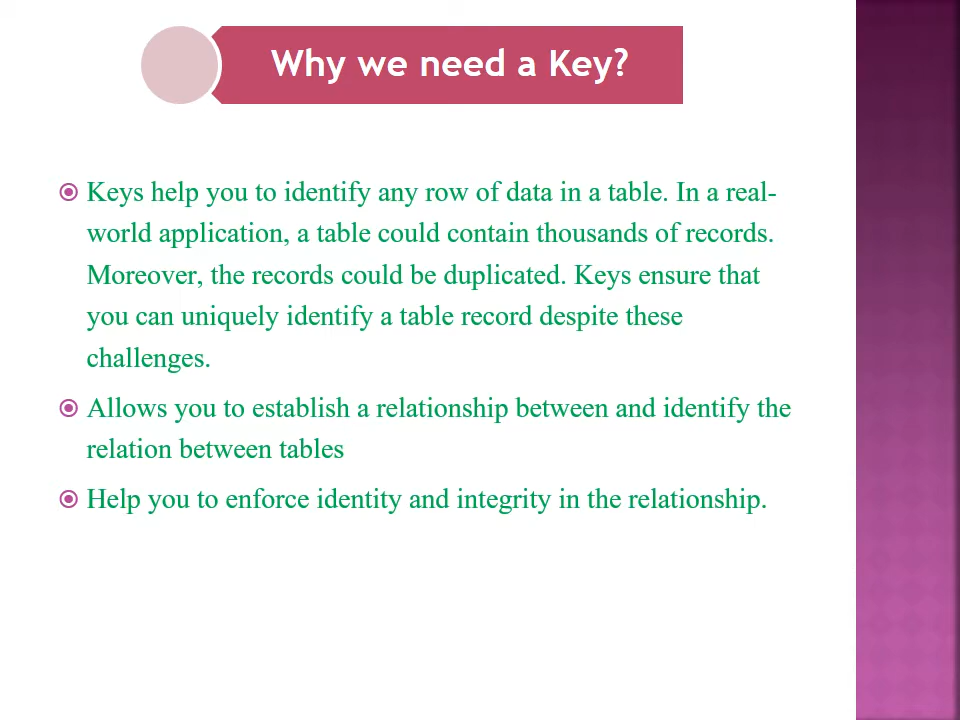 Why we need a Key?
Keys help you to identify any row of data in a table. In a real-
world application, a table could contain thousands of records.
Moreover, the records could be duplicated. Keys ensure that
you can uniquely identify a table record despite these
challenges.
Allows you to establish a relationship between and identify the
relation between tables
Help you to enforce identity and integrity in the relationship.